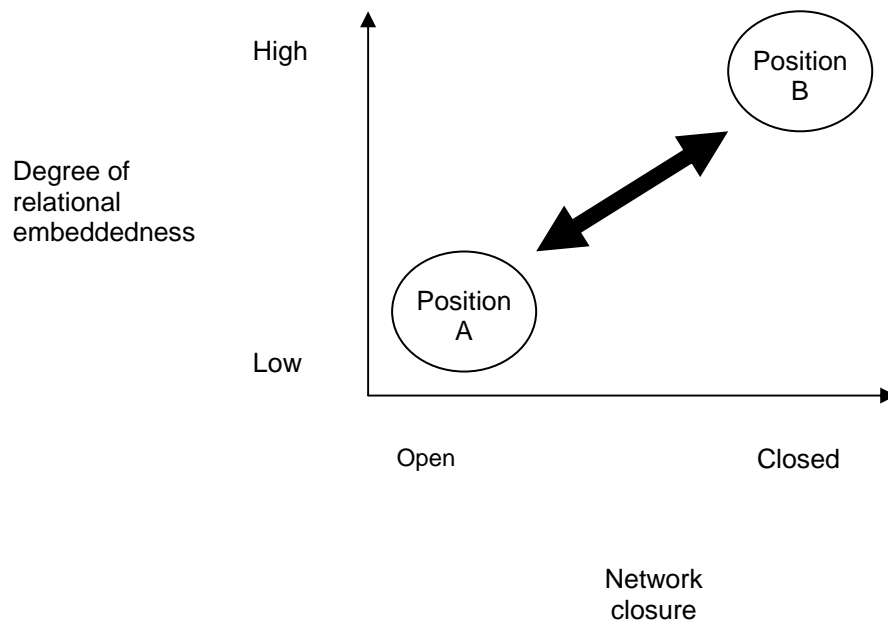 High
Position
B
Degree of
relational
embeddedness
Position
A
Low
Open
Closed
Network
closure